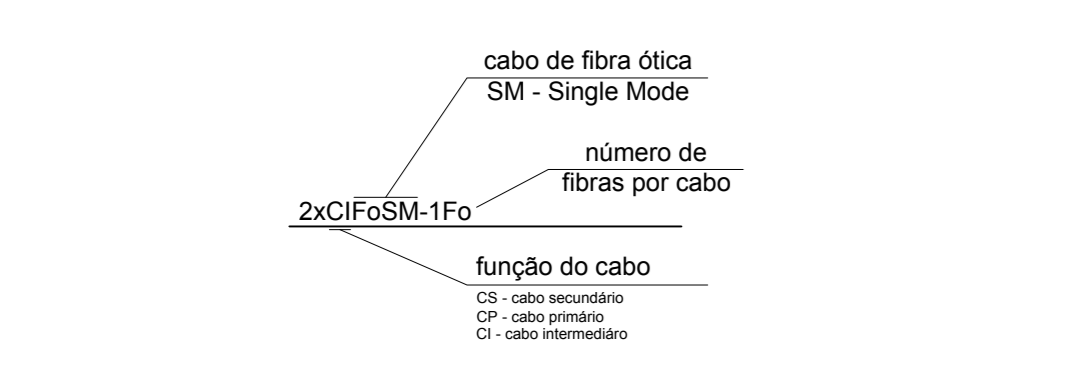 cabo de fibra ótica
SM - Single Mode
número de
fibras por cabo
2xCIFoSM-1Fo
função do cabo
CS - cabo secundário
CP - cabo primário
CI - cabo intermediáro